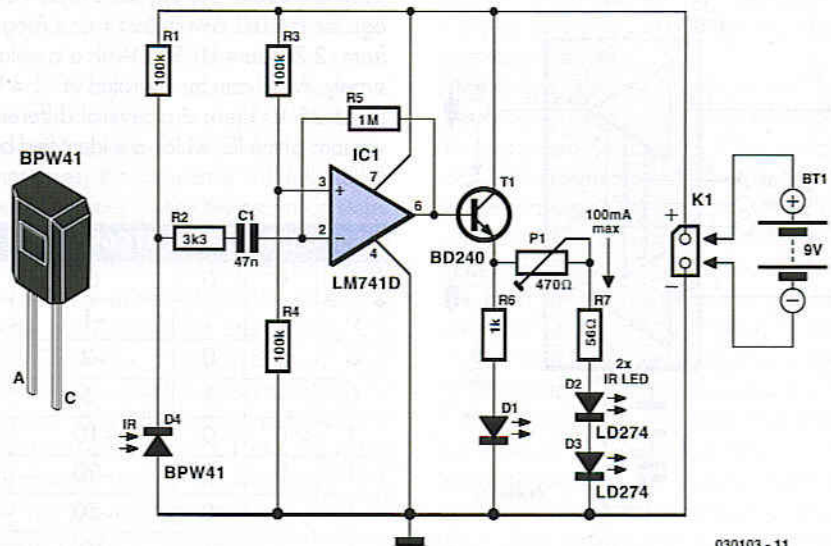 R1
100k
R3
100k
R5
1M
BPW41
IC1
7
3
+
6
T1
BT1
K1
+
+
R2
3k3
C1
47n
2
−
4
LM741D
BD240
P1
470Ω
100mA
max
9V
−
−
R4
100k
R6
1k
R7
56Ω
2x
IR LED
D1
D2
LD274
D3
LD274
A
C
IR
D4
BPW41
030103 - 11